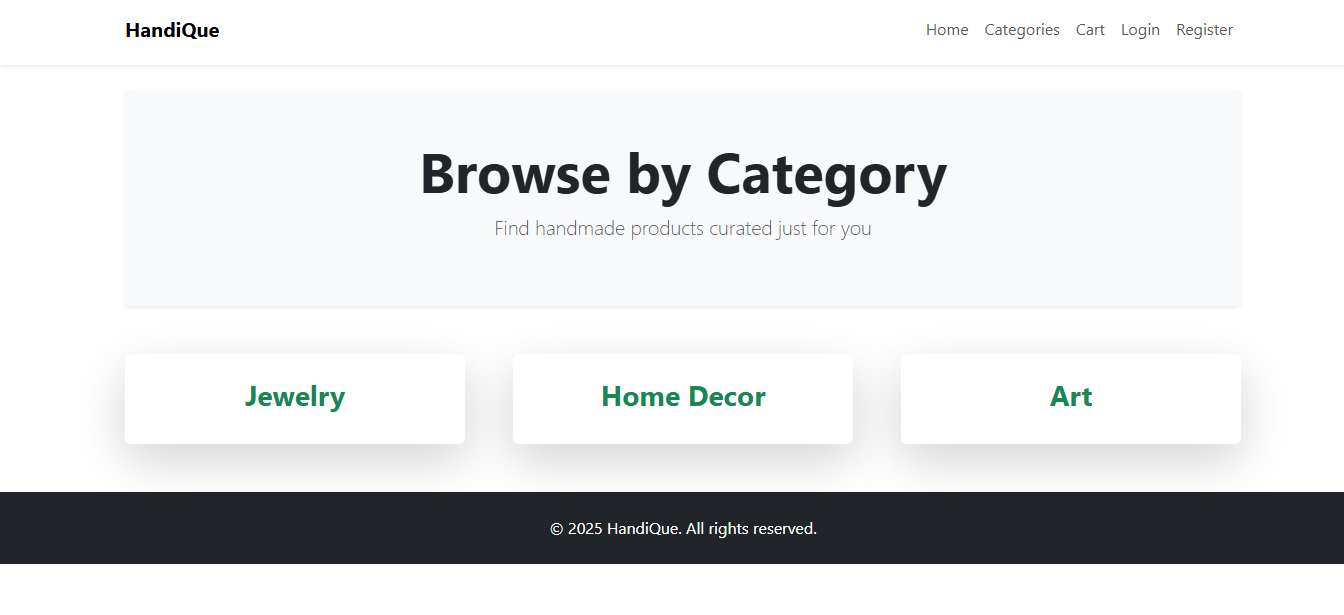 HandiQue Home Categories Cart Login Register
Browse by Category
Find handmade products curated just for you
Jewelry Home Decor Art
© 2025 HandiQue. All rights reserved.